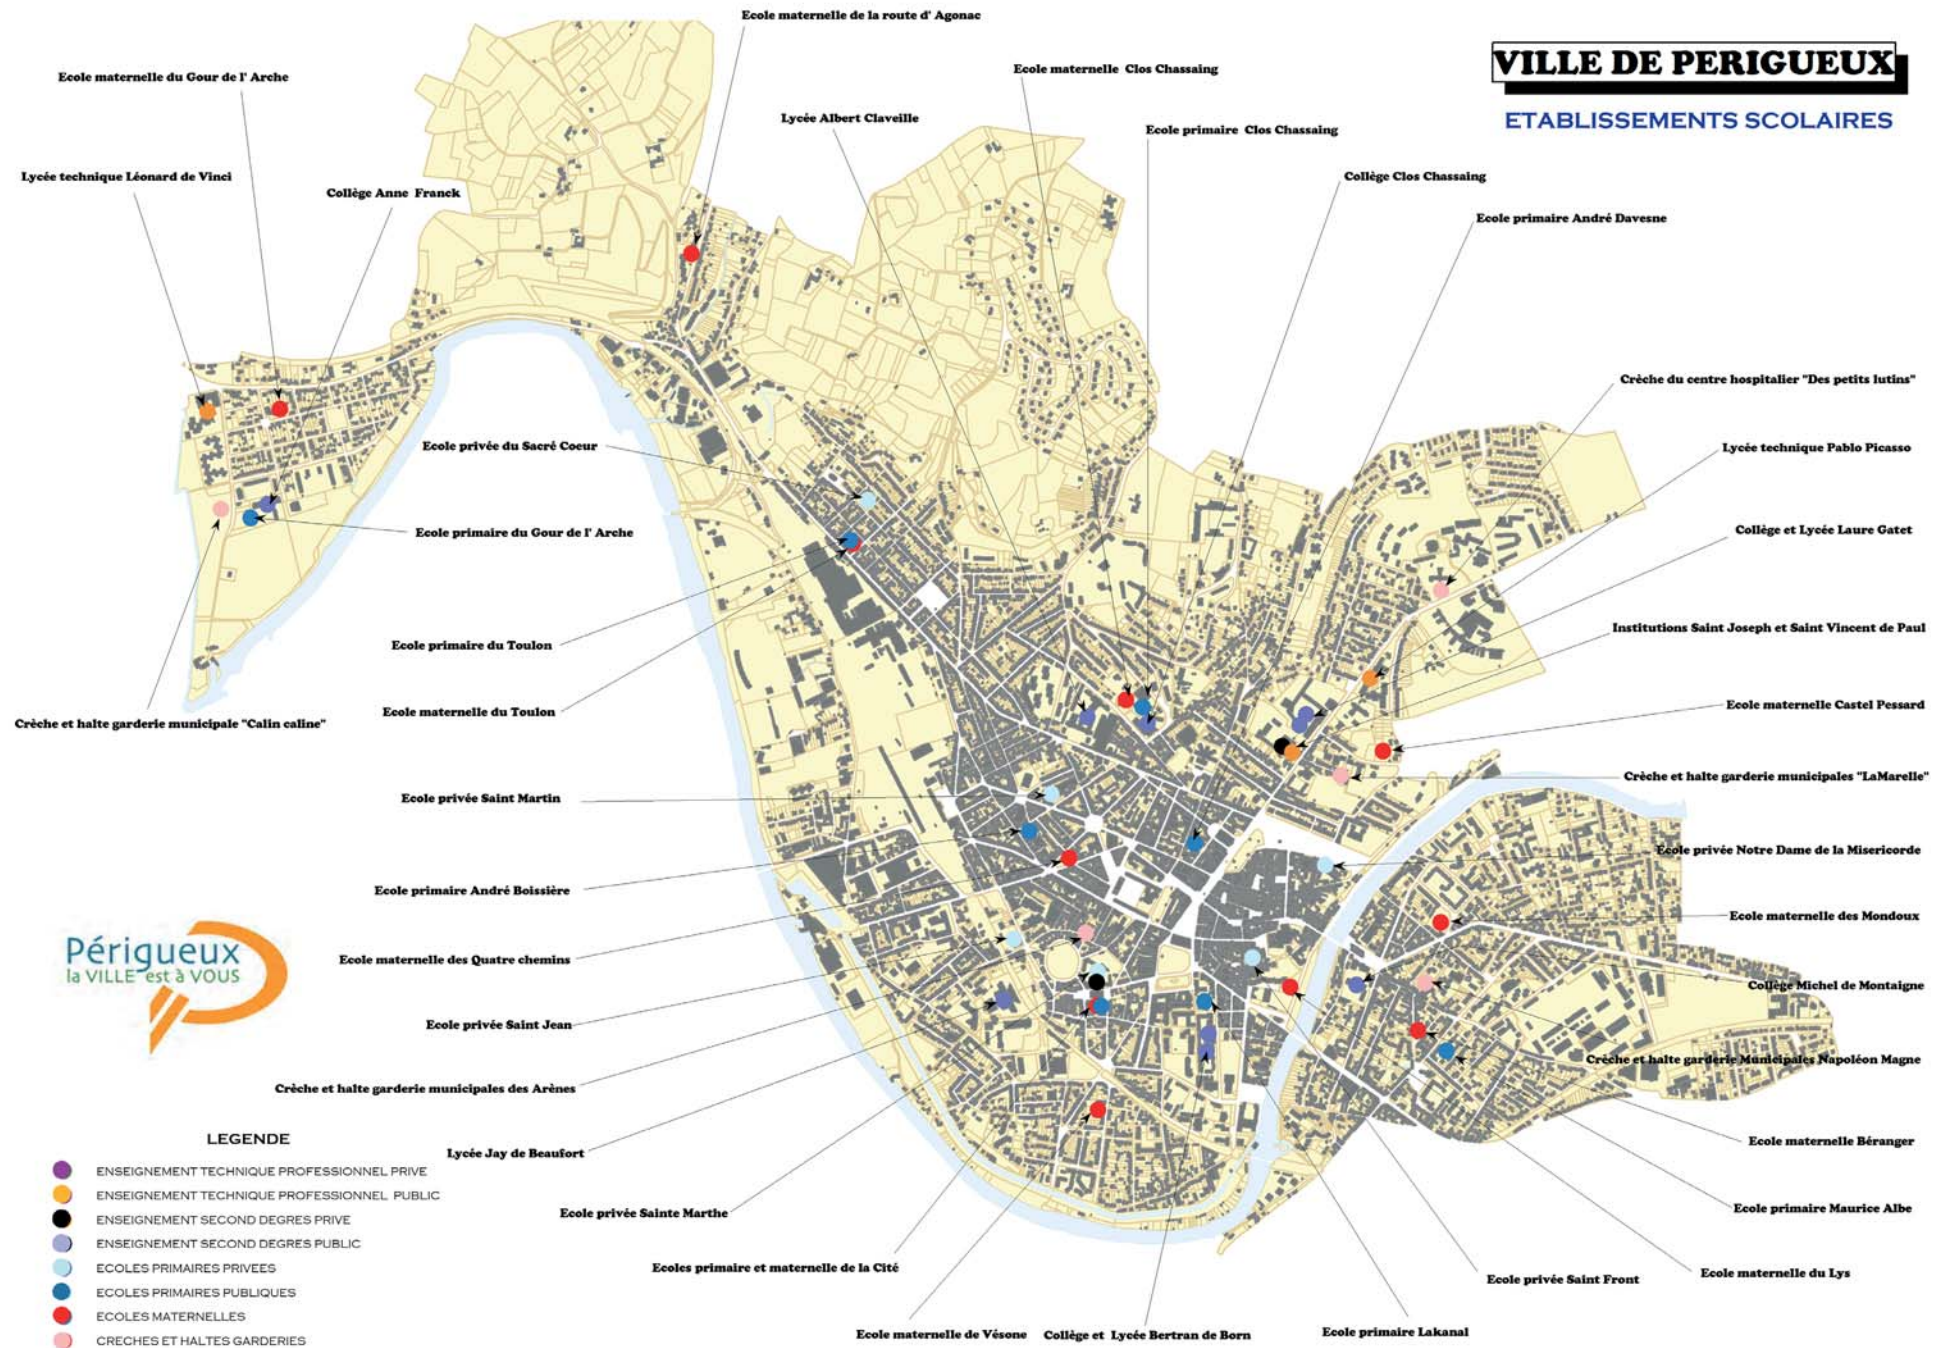 Ecole maternelle de la route d' Agonac
VILLE DE PERIGUEUX
ETABLISSEMENTS SCOLAIRES
Ecole maternelle du Gour de l' Arche
Ecole maternelle Clos Chassaing
Lycée Albert Claveille
Ecole primaire Clos Chassaing
Lycée technique Léonard de Vinci
Collège Anne Franck
Collège Clos Chassaing
Ecole primaire André Davesne
Crèche du centre hospitalier "Des petits lutins"
Ecole privée du Sacré Coeur
Lycée technique Pablo Picasso
Ecole primaire du Gour de l' Arche
Collège et Lycée Laure Gatet
Institutions Saint Joseph et Saint Vincent de Paul
Ecole primaire du Toulon
Ecole maternelle du Toulon
Crèche et halte garderie municipale "Calin caline"
Ecole maternelle Castel Pessard
Crèche et halte garderie municipales "LaMarelle"
Ecole privée Saint Martin
Ecole privée Notre Dame de la Misericorde
Ecole primaire André Boissière
Ecole maternelle des Mondoux
Périgueux
la VILLE est à VOUS
Ecole maternelle des Quatre chemins
Collège Michel de Montaigne
Ecole privée Saint Jean
Crèche et halte garderie Municipales Napoléon Magne
Crèche et halte garderie municipales des Arènes
Ecole maternelle Béranger
Lycée Jay de Beaufort
Ecole primaire Maurice Albe
Ecole privée Sainte Marthe
Ecoles primaire et maternelle de la Cité
Ecole maternelle du Lys
Ecole privée Saint Front
Ecole maternelle de Vésone
Collège et Lycée Bertran de Born
Ecole primaire Lakanal
LEGENDE
ENSEIGNEMENT TECHNIQUE PROFESSIONNEL PRIVE
ENSEIGNEMENT TECHNIQUE PROFESSIONNEL PUBLIC
ENSEIGNEMENT SECOND DEGRES PRIVE
ENSEIGNEMENT SECOND DEGRES PUBLIC
ECOLES PRIMAIRES PRIVEES
ECOLES PRIMAIRES PUBLIQUES
ECOLES MATERNELLES
CRECHES ET HALTES GARDERIES